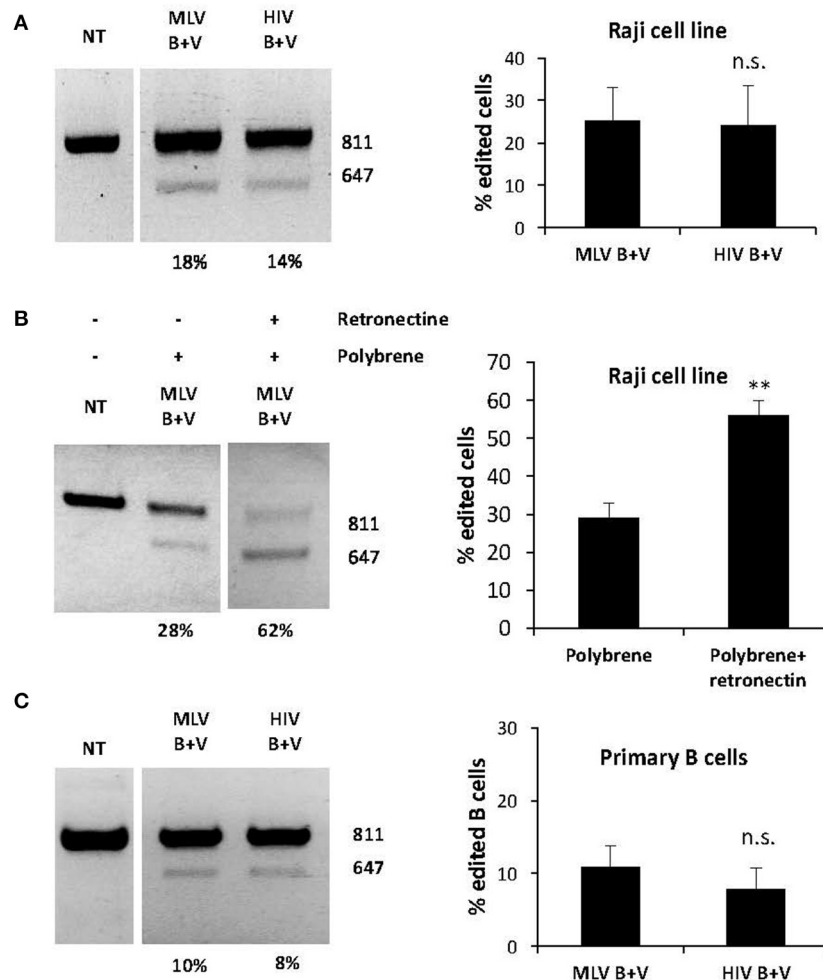 A
NT
MLV
B+V
HIV
B+V
811
647
18%
14%
Raji cell line
n.s.
% edited cells
40
30
20
10
0
MLV B+V
HIV B+V
B
- - + Retronectine
- + + Polybrene
NT
MLV
B+V
MLV
B+V
811
647
28%
62%
Raji cell line
**
% edited cells
70
60
50
40
30
20
10
0
Polybrene
Polybrene+
retronectin
C
NT
MLV
B+V
HIV
B+V
811
647
10%
8%
Primary B cells
n.s.
% edited B cells
30
20
10
0
MLV B+V
HIV B+V